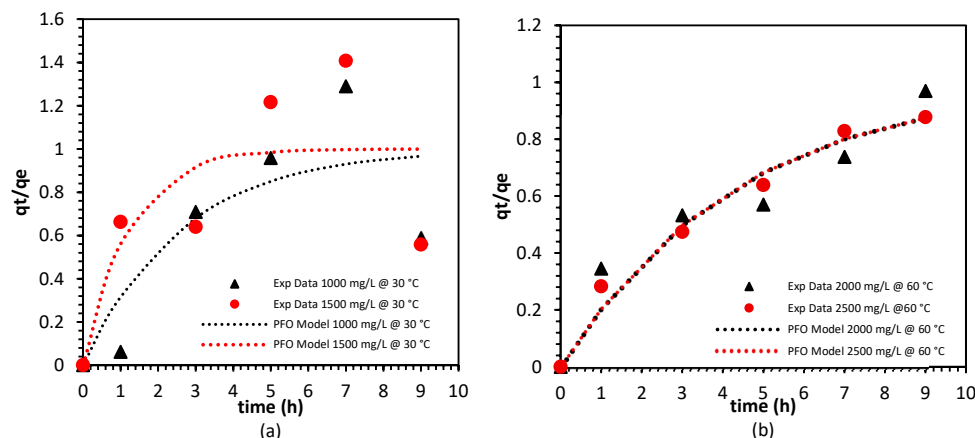 1.6
1.4
1.2
1
0.8
0.6
0.4
0.2
0
qt/qe
0 1 2 3 4 5 6 7 8 9 10
time (h)
(a)
Exp Data 1000 mg/L @ 30 °C
Exp Data 1500 mg/L @ 30 °C
PFO Model 1000 mg/L @ 30 °C
PFO Model 1500 mg/L @ 30 °C
1.2
1
0.8
0.6
0.4
0.2
0
qt/qe
0 1 2 3 4 5 6 7 8 9 10
time (h)
(b)
Exp Data 2000 mg/L @ 60 °C
Exp Data 2500 mg/L @60 °C
PFO Model 2000 mg/L @ 60 °C
PFO Model 2500 mg/L @ 60 °C